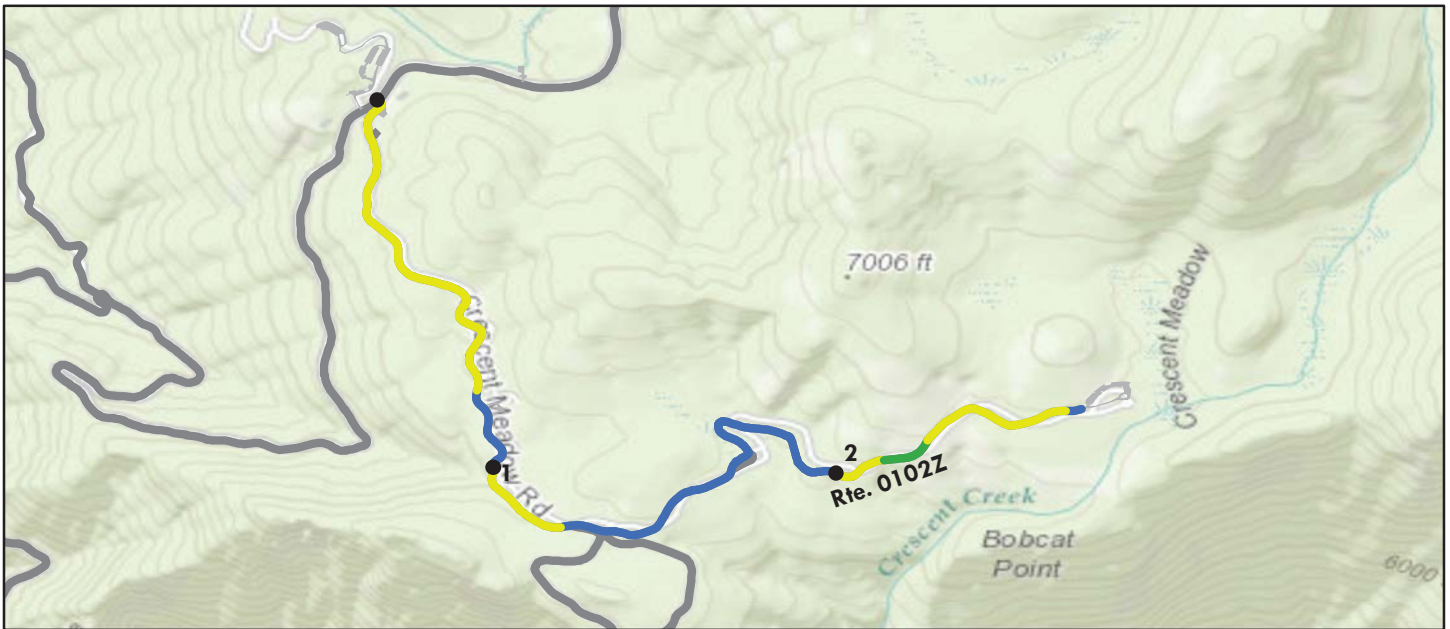 7006 ft
Crescent Meadow
Crescent Meadow Rd
1
2
Rte. 0102Z
Crescent Creek
Bobcat
Point
6000